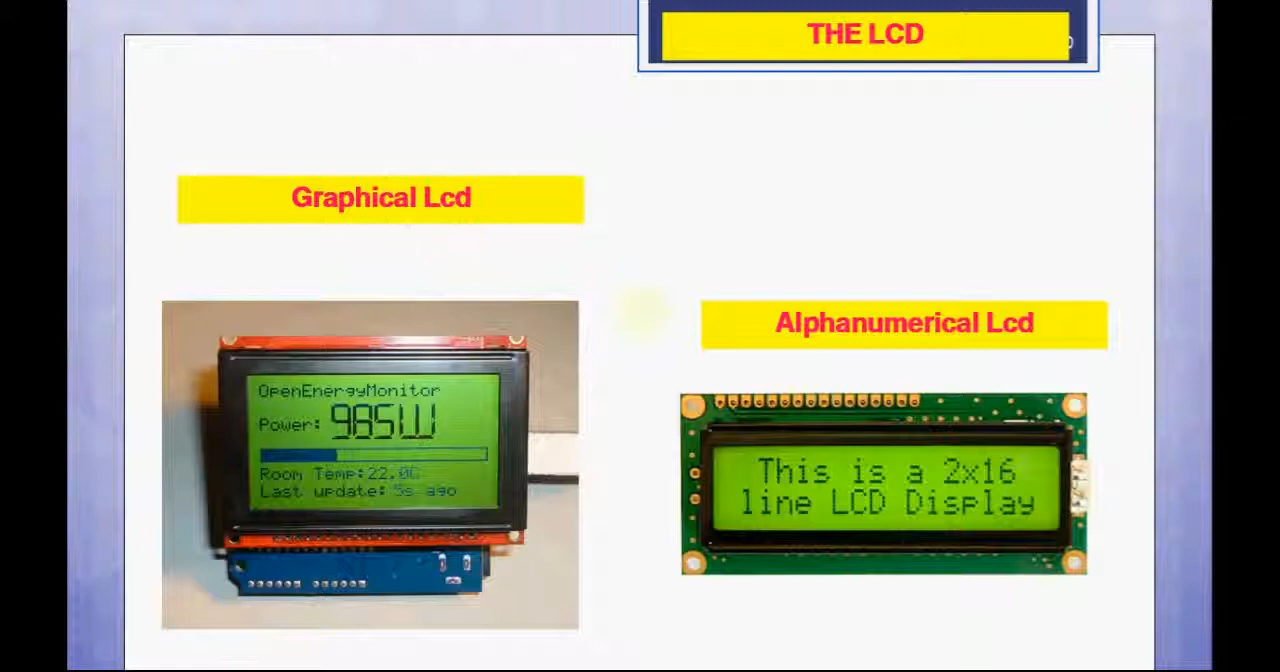 THE LCD
Graphical Lcd
OpenEnergyMonitor
Power: 985W
Room Temp:22.0C
Last update: 5s ago
Alphanumerical Lcd
This is a 2x16
line LCD Display